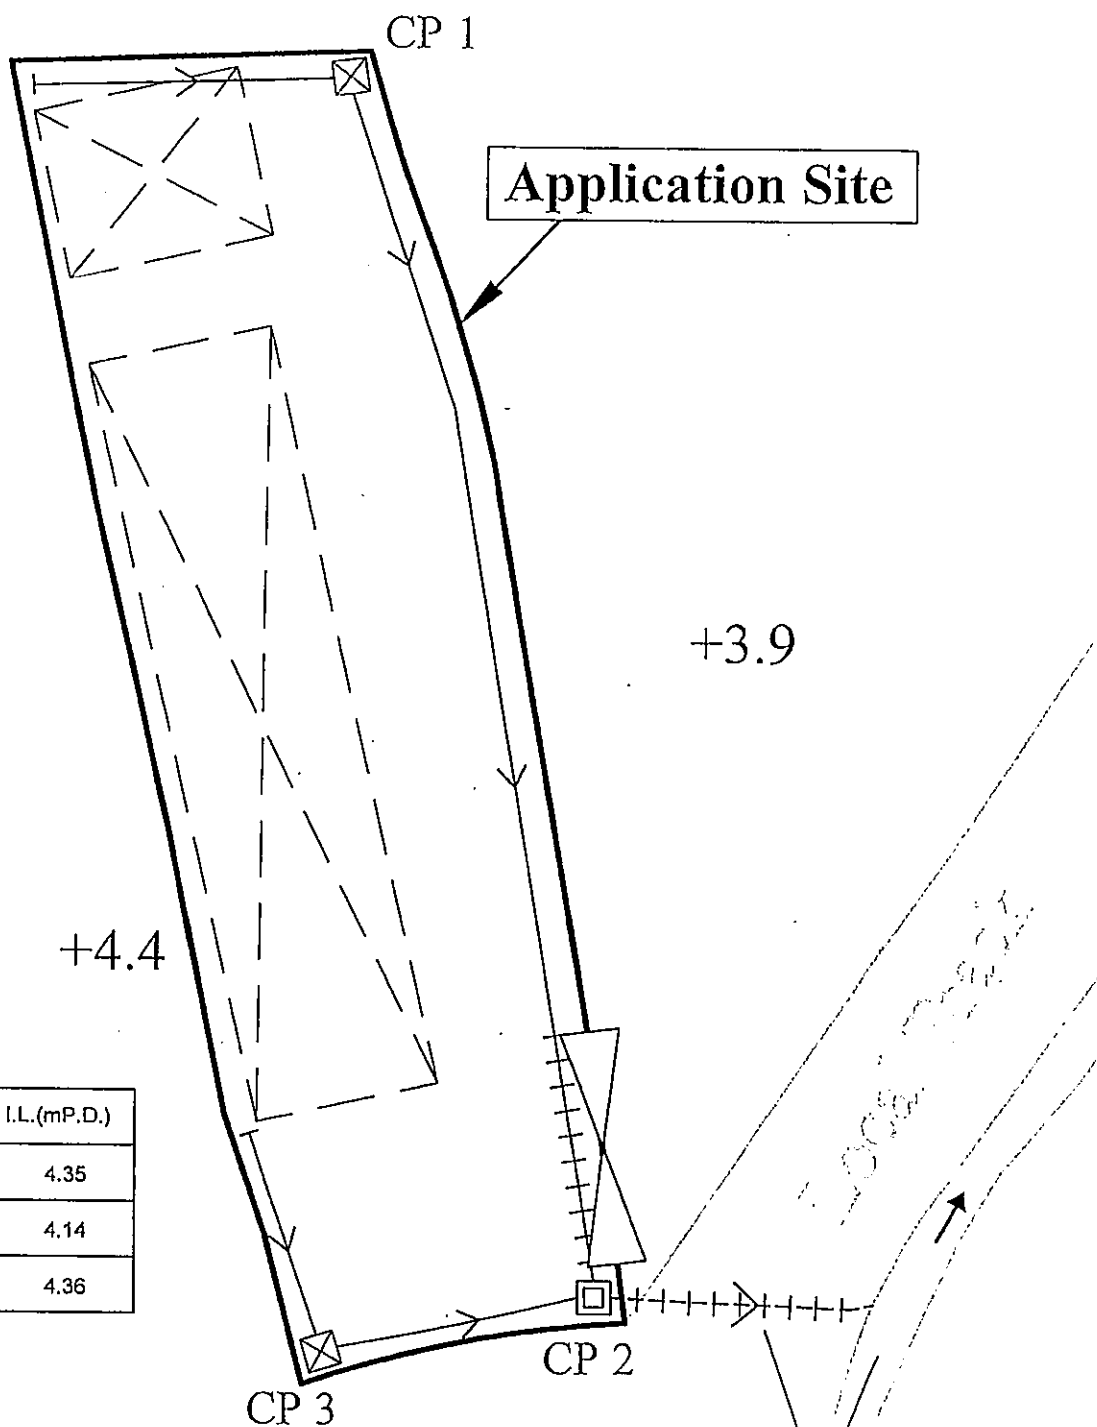 CP 1
Application Site
+3.9
+4.4
I.L.(mP.D.)
4.35
4.14
4.36
CP 2
CP 3